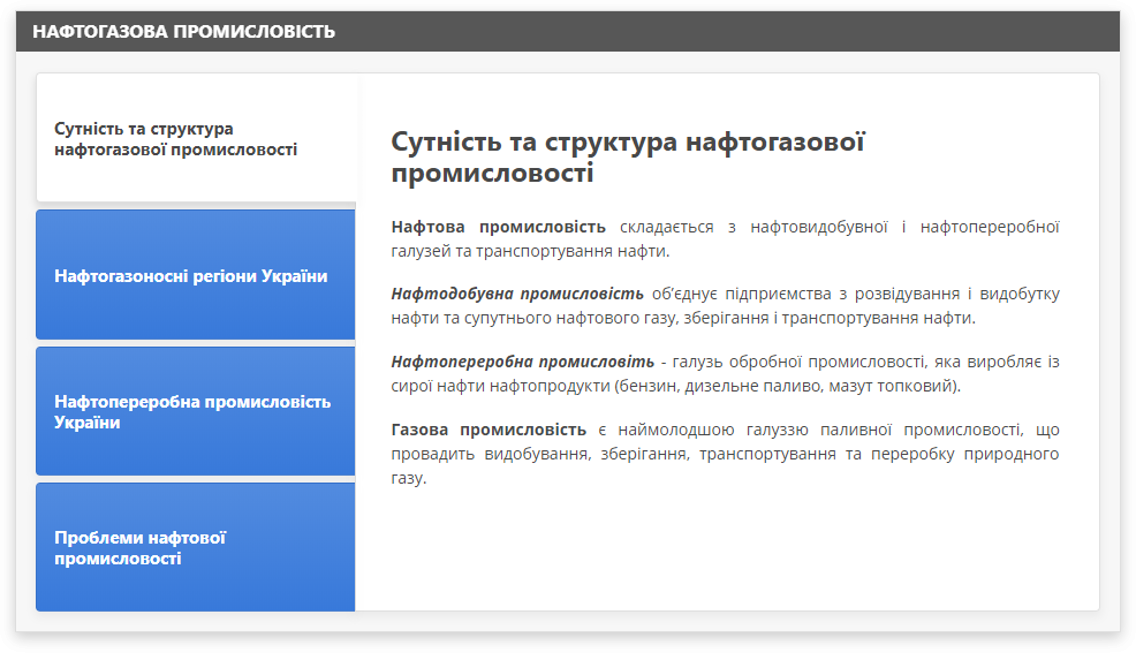 НАФТОГАЗОВА ПРОМИСЛОВІСТЬ
Сутність та структура
нафтогазової промисловості
Нафтогазоносні регіони України
Нафтопереробна промисловість
України
Проблеми нафтової
промисловості
Сутність та структура нафтогазової
промисловості
Нафтова промисловість складається з нафтовидобувної і нафтопереробної
галузей та транспортування нафти.
Нафтодобувна промисловість об’єднує підприємства з розвідування і видобутку
нафти та супутнього нафтового газу, зберігання і транспортування нафти.
Нафтопереробна промисловіть - галузь обробної промисловості, яка виробляє із
сирої нафти нафтопродукти (бензин, дизельне паливо, мазут топковий).
Газова промисловість є наймолодшою галуззю паливної промисловості, що
провадить видобування, зберігання, транспортування та переробку природного
газу.